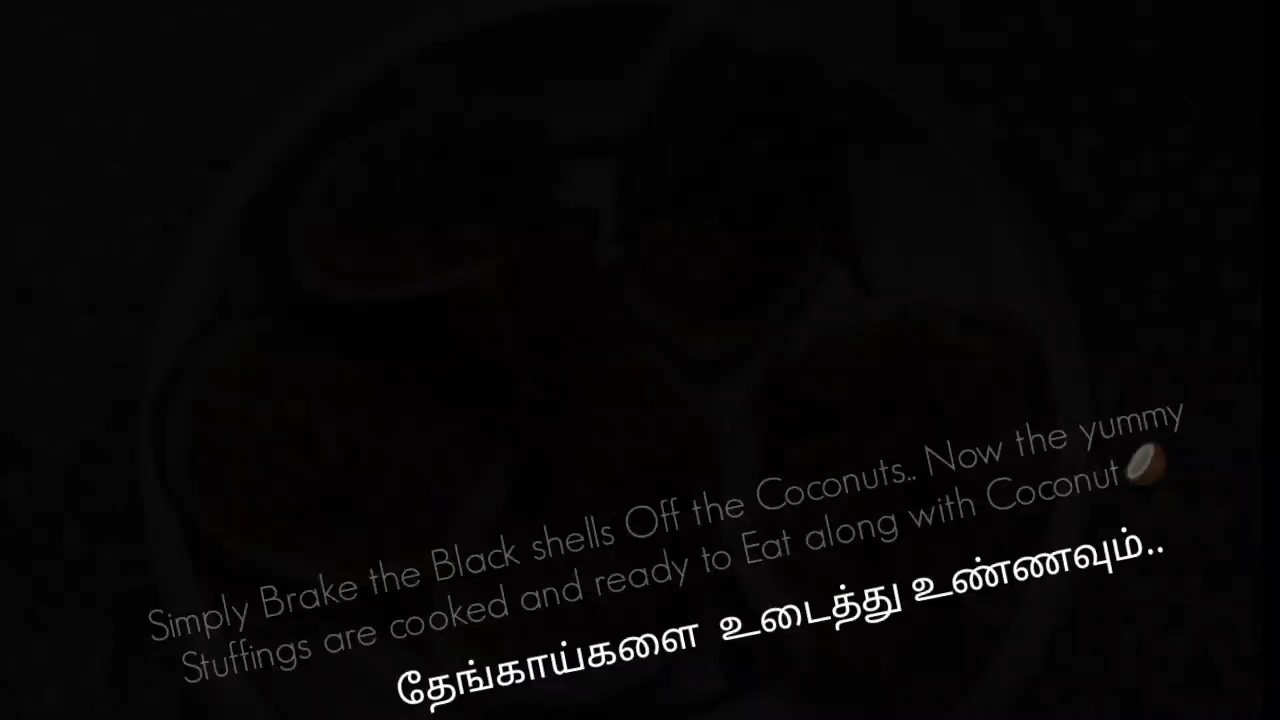 Simply Brake the Black shells Off the Coconuts.. Now the yummy
Stuffings are cooked and ready to Eat along with Coconut🥥
தேங்காய்களை உடைத்து உண்ணவும்..